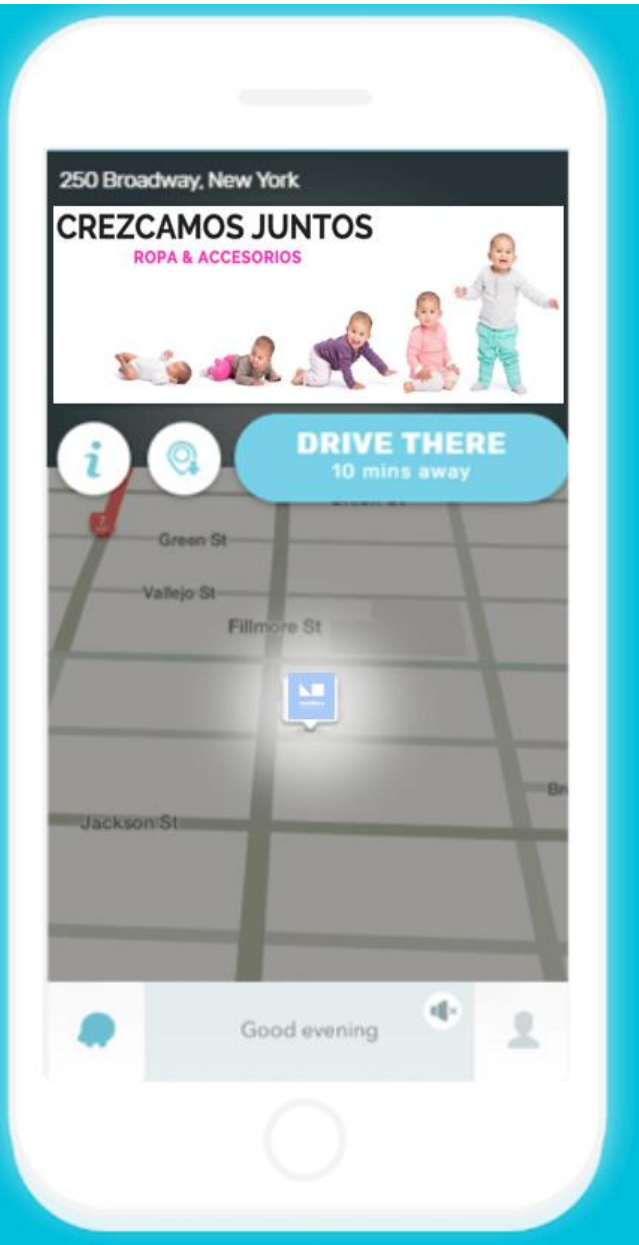 250 Broadway, New York
CREZCAMOS JUNTOS
ROPA & ACCESORIOS
i
DRIVE THERE
10 mins away
7
Green St
Vallejo St
Fillmore St
Jackson St
Good evening